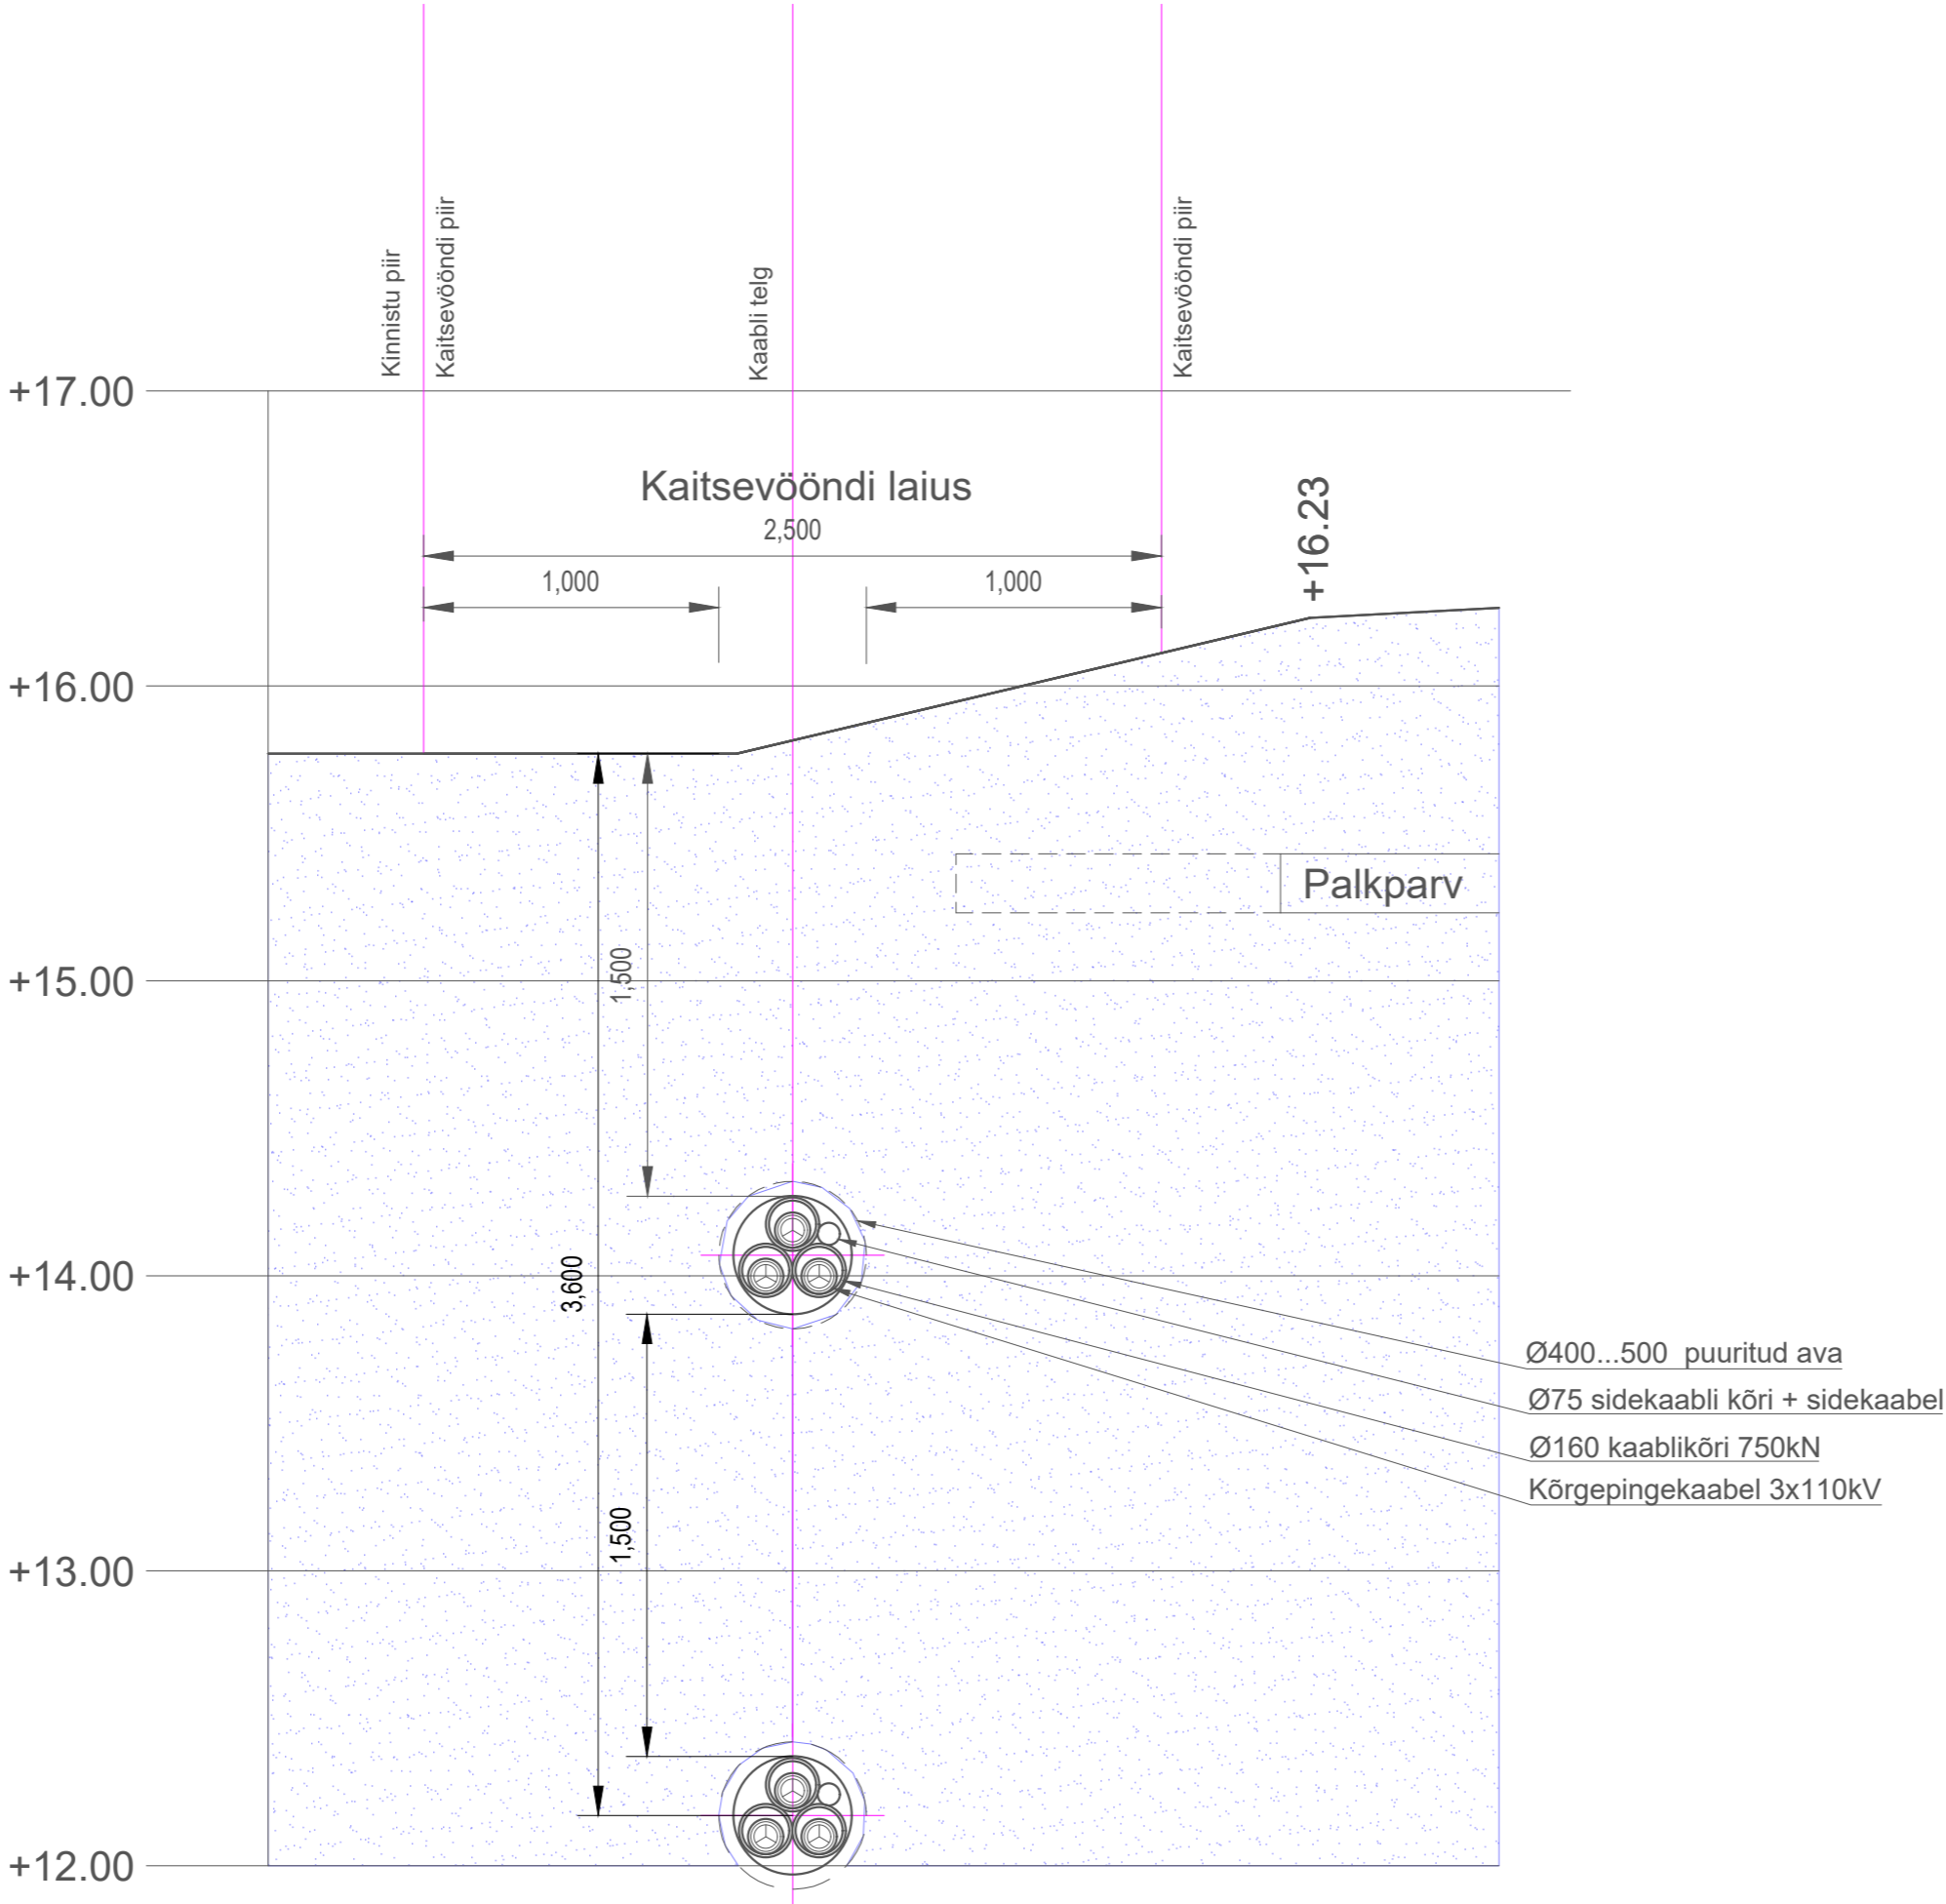 Kinnistu piir
Kaitsevööndi piir
Kaabli telg
Kaitsevööndi piir
+17.00
Kaitsevööndi laius
2,500
1,000
1,000
+16.23
+16.00
Palkparv
1,500
+15.00
3,600
+14.00
Ø400...500 puuritud ava
Ø75 sidekaabli kõri + sidekaabel
Ø160 kaablikõri 750kN
Kõrgepingekaabel 3x110kV
1,500
+13.00
+12.00